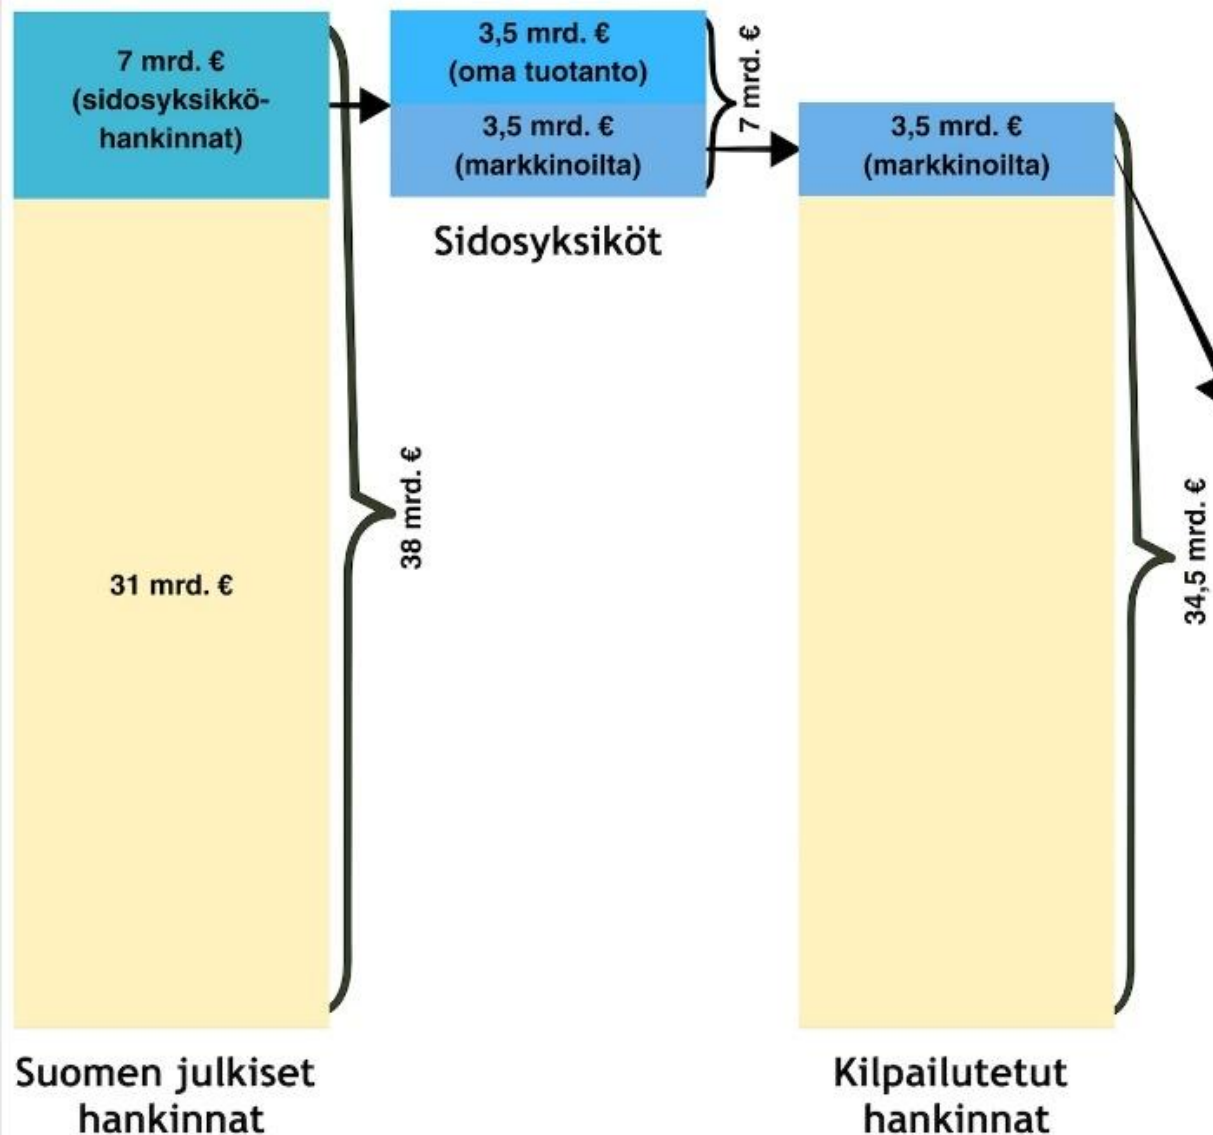 7 mrd. €
(sidosyksikkö-
hankinnat)
31 mrd. €
38 mrd. €
Suomen julkiset
hankinnat
3,5 mrd. €
(oma tuotanto)
3,5 mrd. €
(markkinoilta)
7 mrd. €
Sidosyksiköt
3,5 mrd. €
(markkinoilta)
34,5 mrd. €
Kilpailutetut
hankinnat